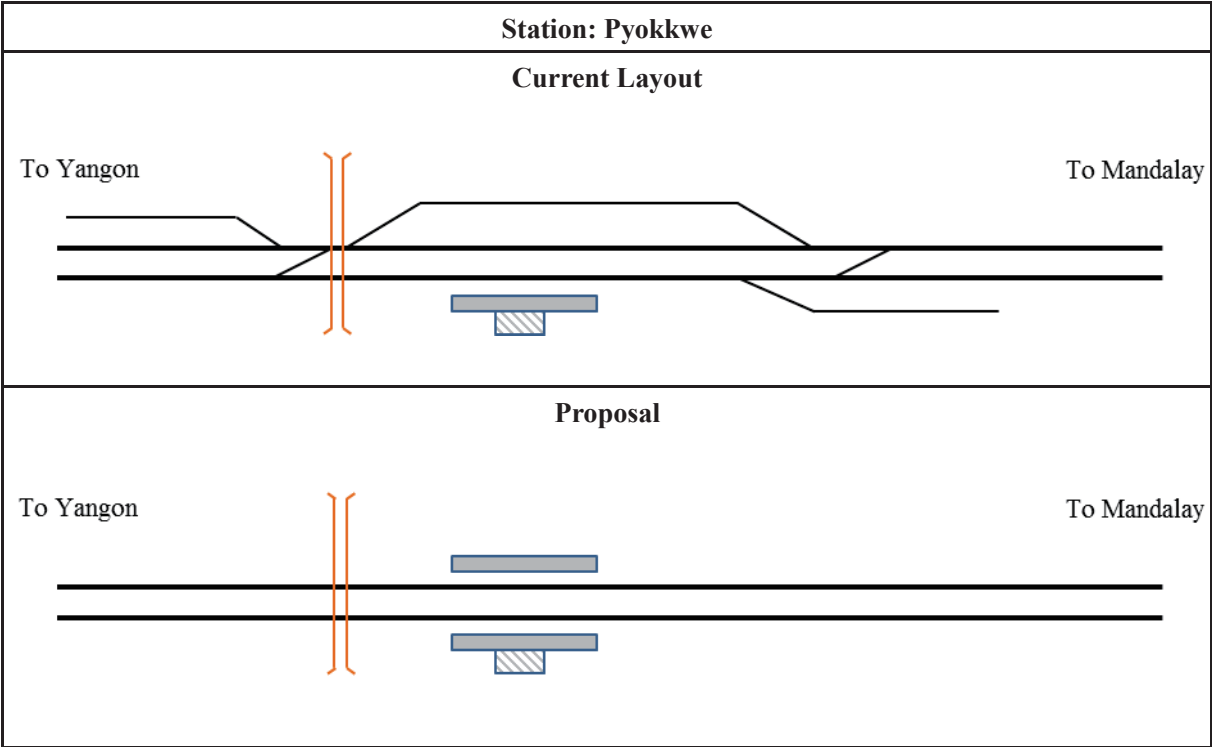 Station: Pyokkwe
Current Layout
To Yangon
To Mandalay
Proposal
To Yangon
To Mandalay